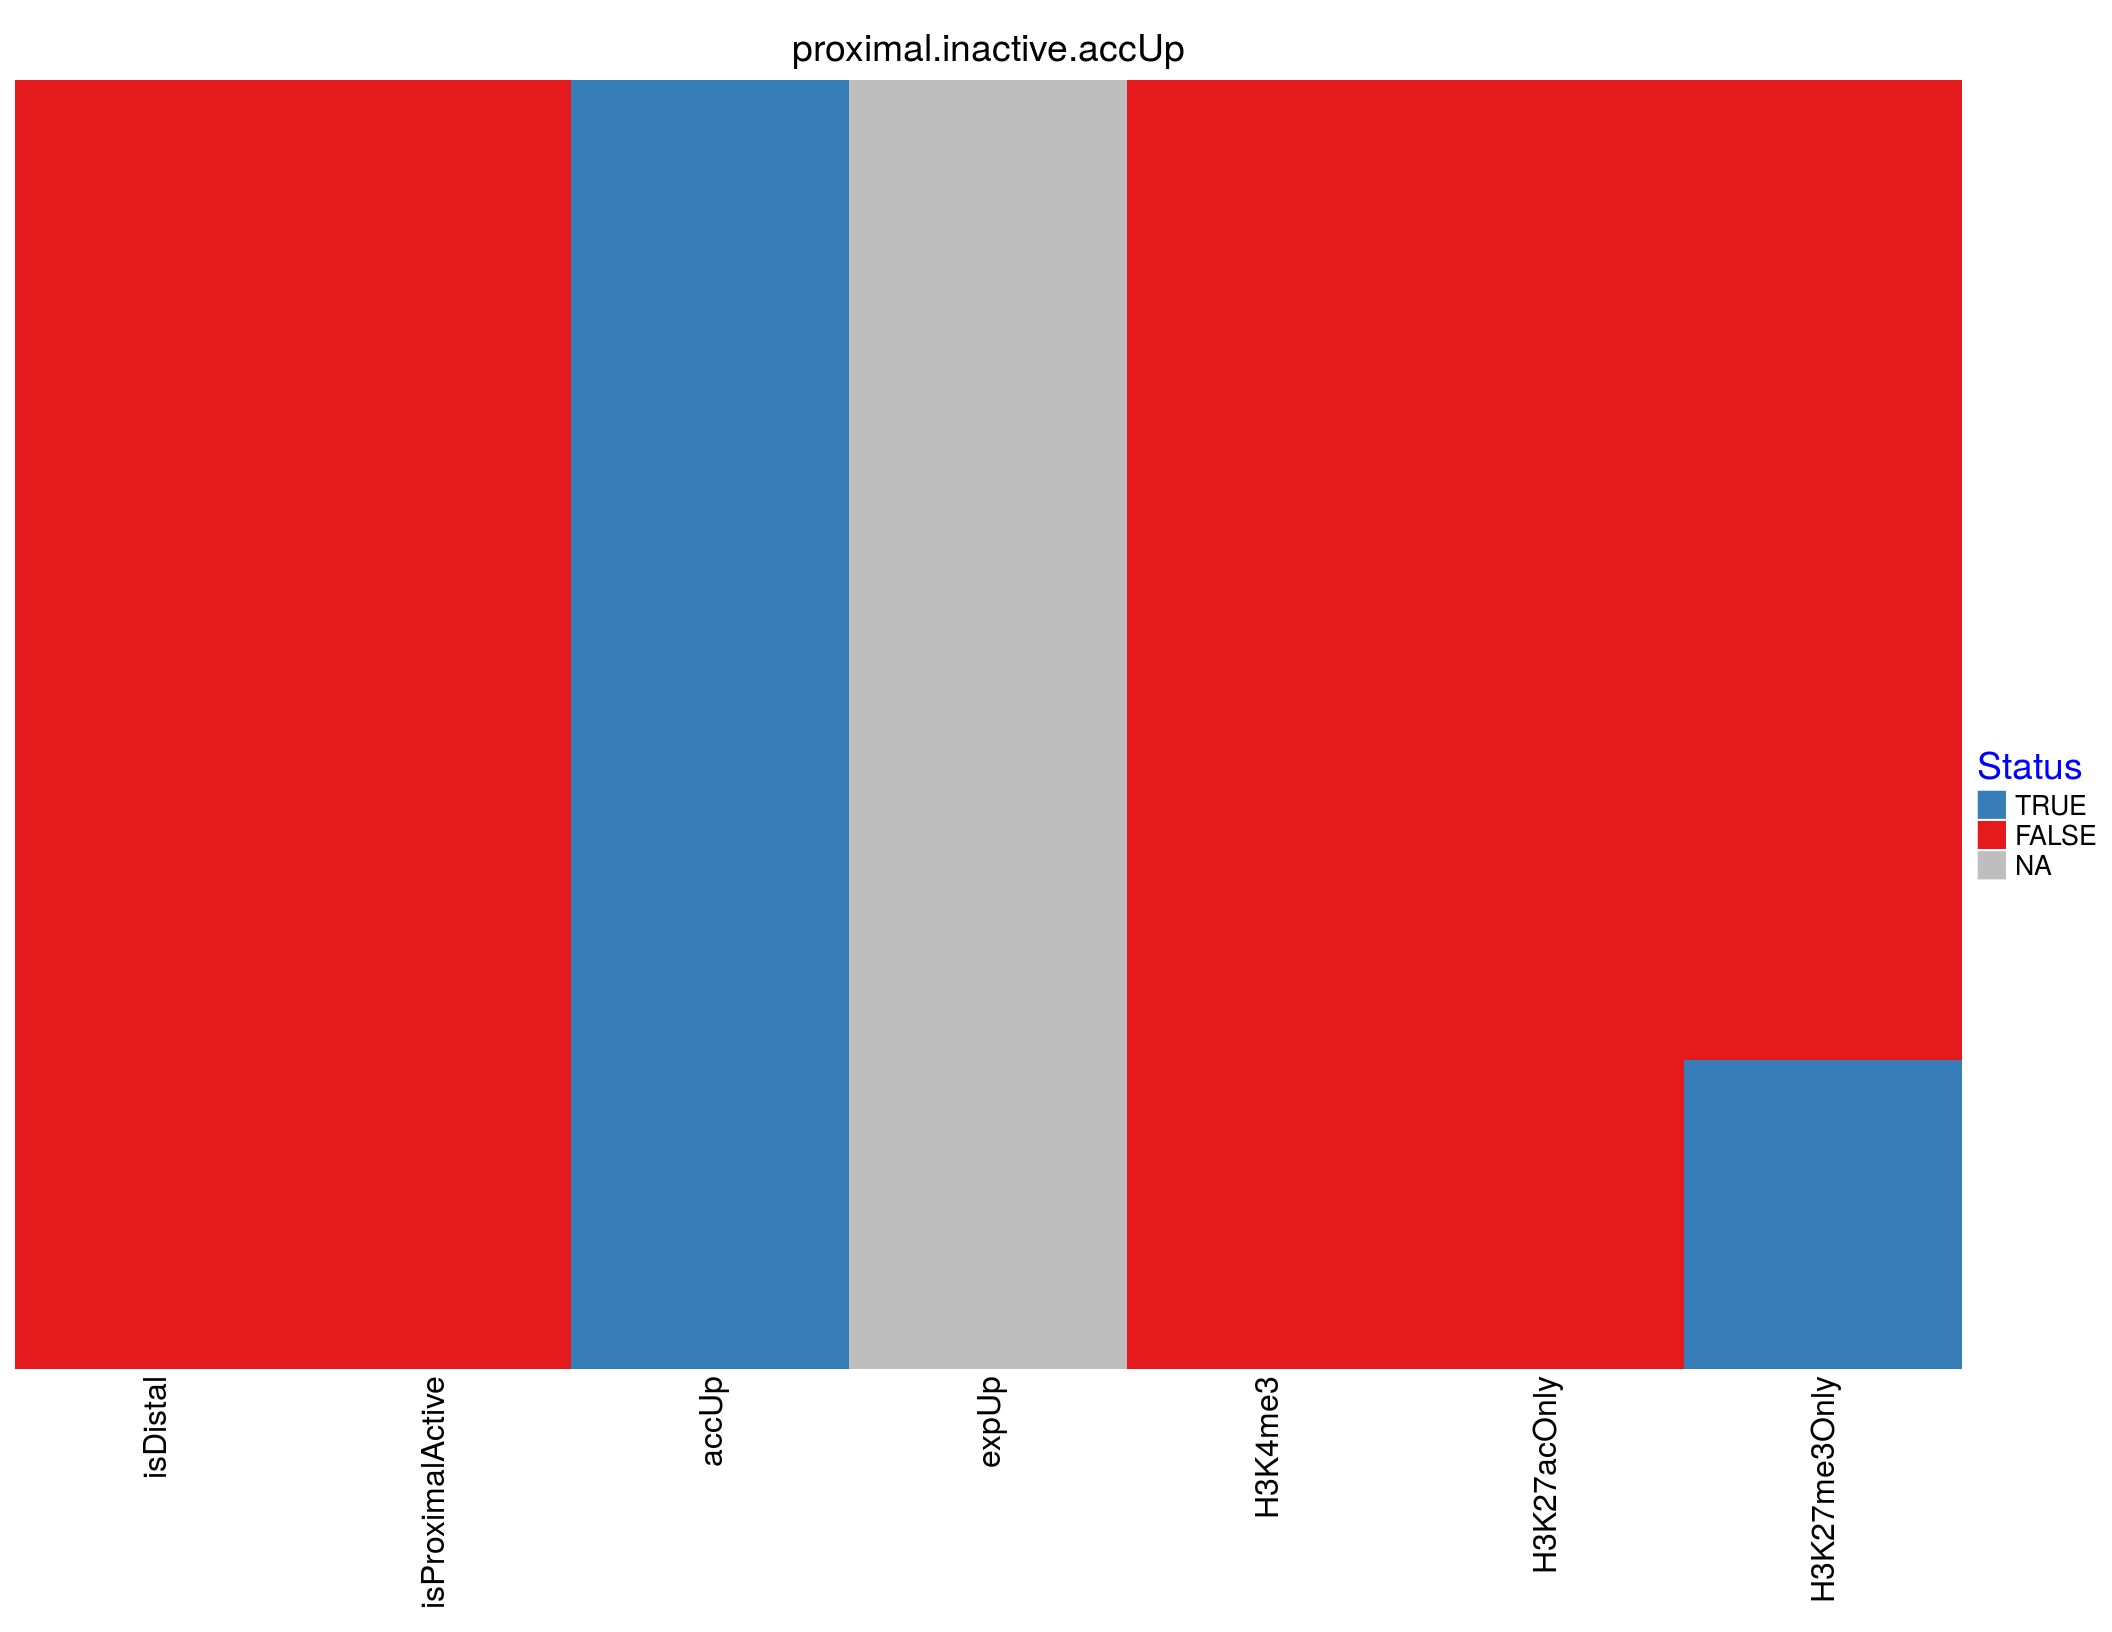 proximal.inactive.accUp
Status
TRUE
FALSE
NA
isDistal
isProximalActive
accUp
expUp
H3K4me3
H3K27acOnly
H3K27me3Only